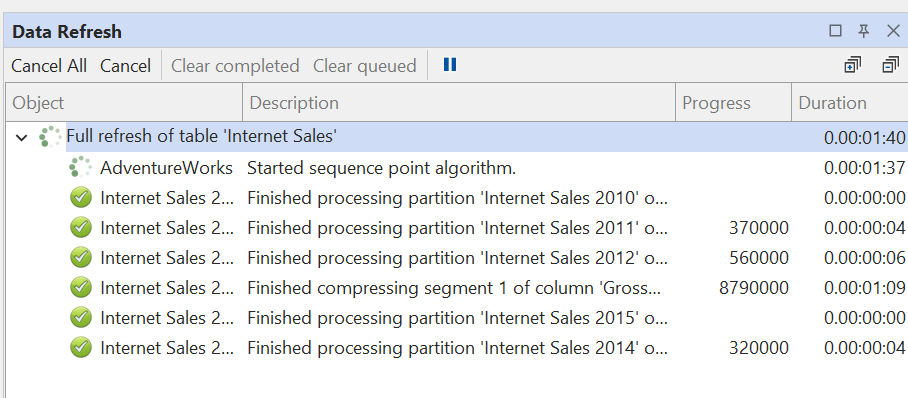 Data Refresh
Cancel All Cancel Clear completed Clear queued
Object Description Progress Duration
Full refresh of table 'Internet Sales' 0.00:01:40
AdventureWorks Started sequence point algorithm. 0.00:01:37
Internet Sales 2... Finished processing partition 'Internet Sales 2010' o... 0.00:00:00
Internet Sales 2... Finished processing partition 'Internet Sales 2011' o... 370000 0.00:00:04
Internet Sales 2... Finished processing partition 'Internet Sales 2012' o... 560000 0.00:00:06
Internet Sales 2... Finished compressing segment 1 of column 'Gross... 8790000 0.00:01:09
Internet Sales 2... Finished processing partition 'Internet Sales 2015' o... 0.00:00:00
Internet Sales 2... Finished processing partition 'Internet Sales 2014' o... 320000 0.00:00:04